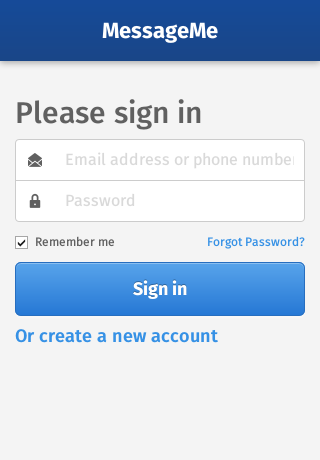 MessageMe
Please sign in
Email address or phone number
Password
Remember me
Forgot Password?
Sign in
Or create a new account